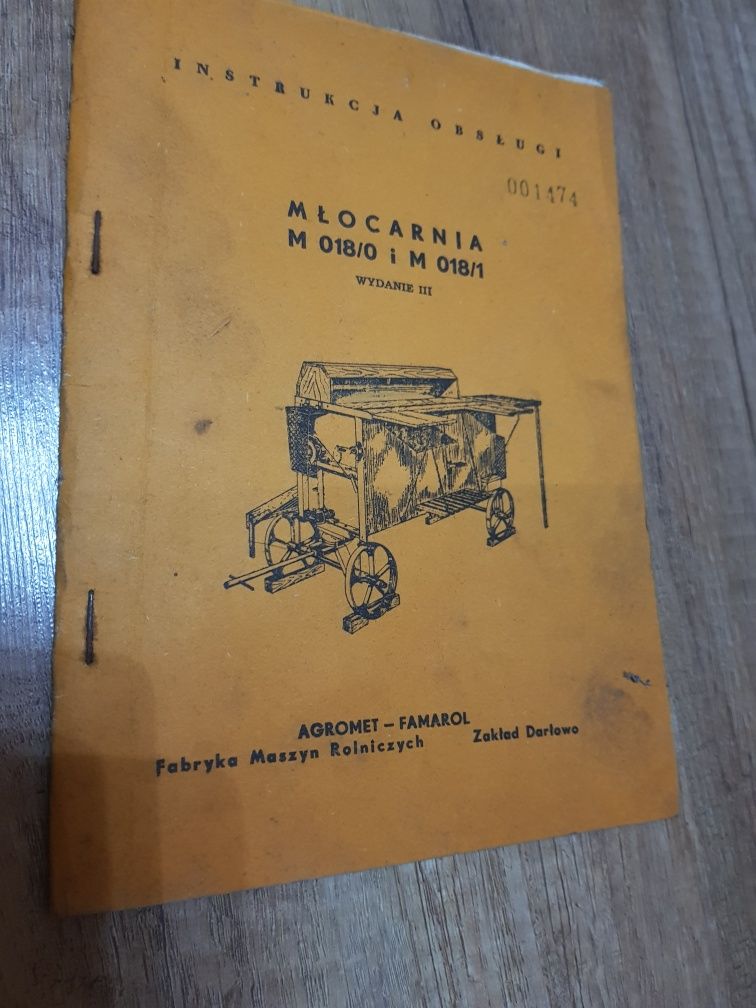 INSTRUKCJA OBSŁUGI
001474
MŁOCARNIA
M 018/0 i M 018/1
WYDANIE III
AGROMET – FAMAROL
Fabryka Maszyn Rolniczych Zakład Darłowo